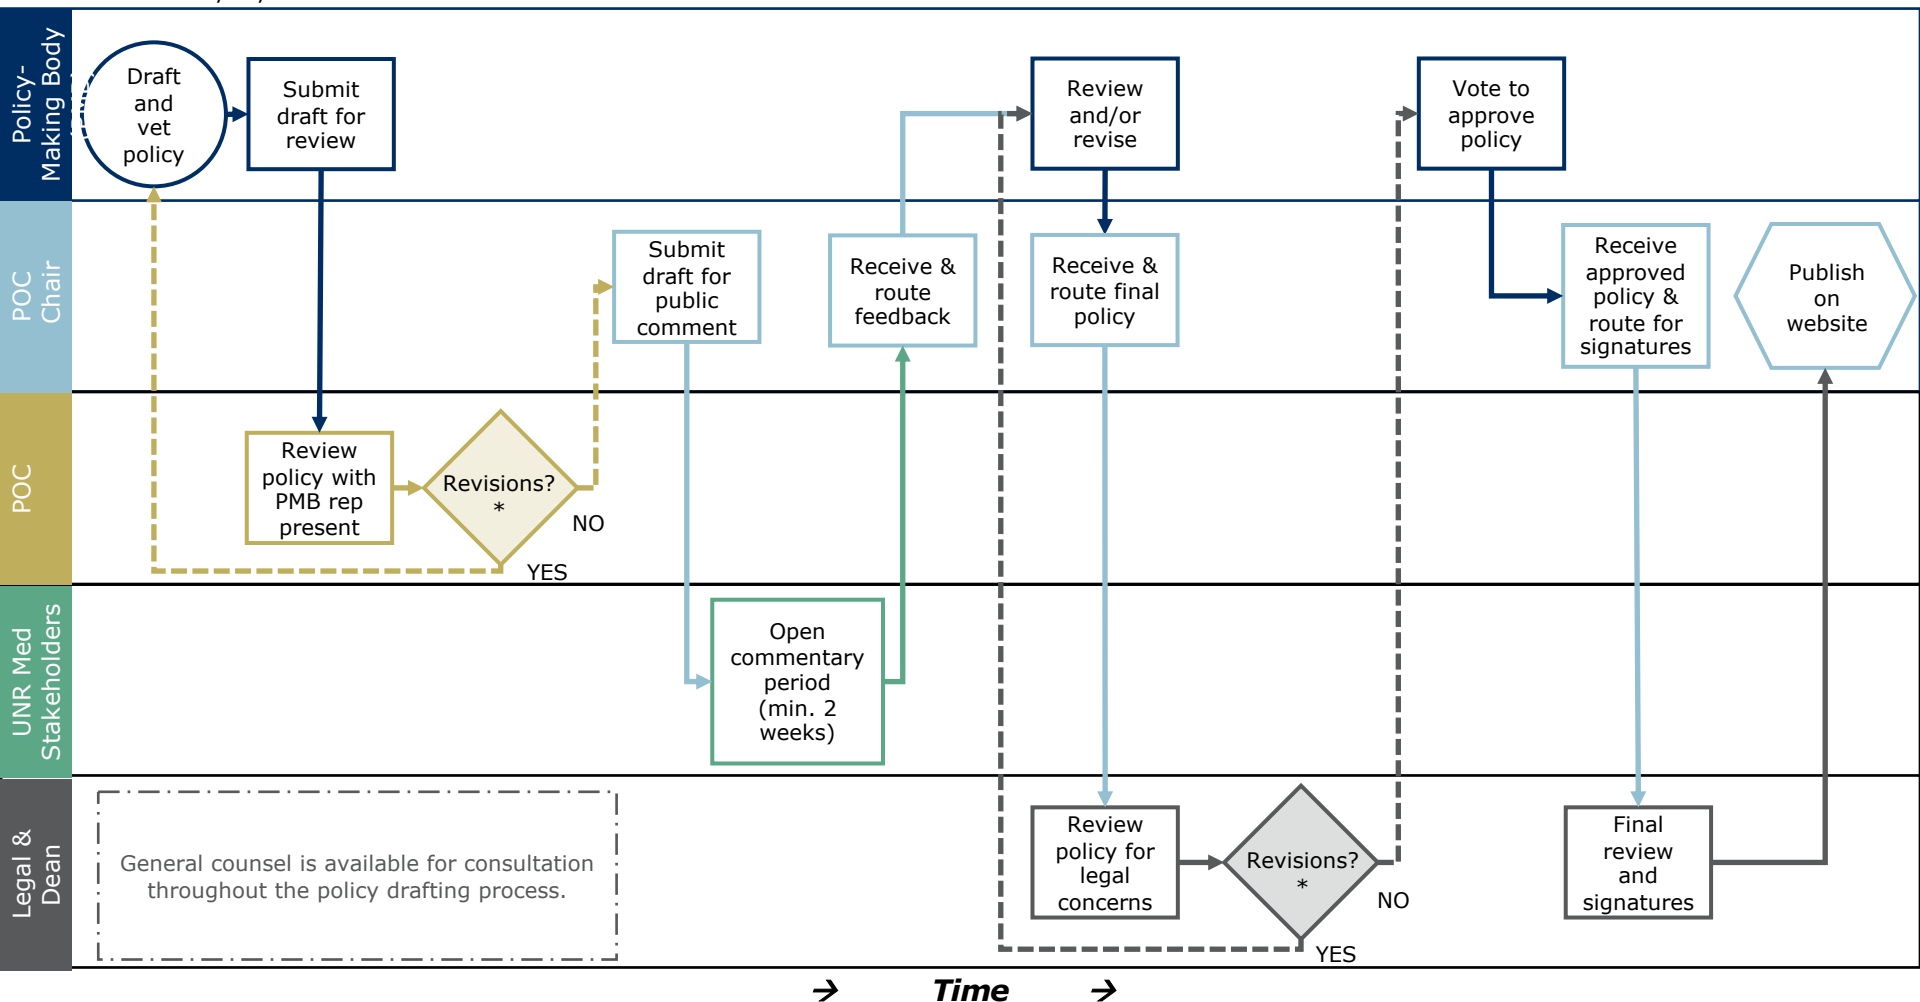 Policy-
Making Body
Draft
and
vet
policy
Submit
draft for
review
Review
and/or
revise
Vote to
approve
policy
POC
Chair
Submit
draft for
public
comment
Receive &
route
feedback
Receive &
route final
policy
Receive
approved
policy &
route for
signatures
Publish
on
website
POC
Review
policy with
PMB rep
present
Revisions?
*
NO
YES
UNR Med
Stakeholders
Open
commentary
period
(min. 2
weeks)
Legal &
Dean
General counsel is available for consultation
throughout the policy drafting process.
Review
policy for
legal
concerns
Revisions?
*
NO
YES
Final
review
and
signatures
→ Time →